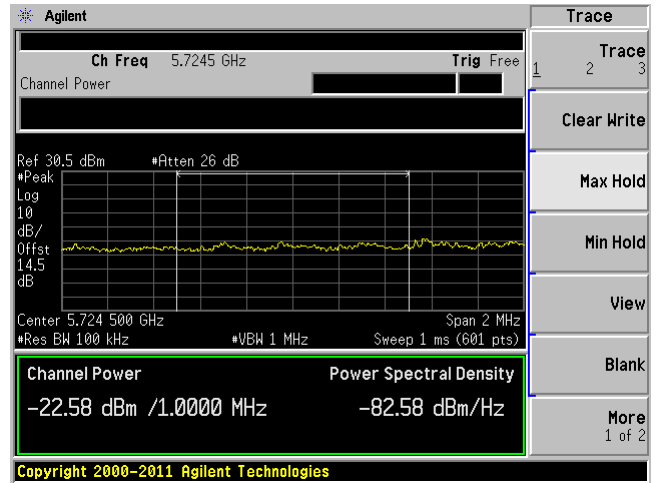 Agilent
Trace
Ch Freq 5.7245 GHz Trig Free
Channel Power
Trace
1 2 3
Clear Write
Max Hold
Min Hold
View
Blank
More
1 of 2
Ref 30.5 dBm #Atten 26 dB
#Peak
Log
10
dB/
Offst
14.5
dB
Center 5.724 500 GHz Span 2 MHz
#Res BW 100 kHz #VBW 1 MHz Sweep 1 ms (601 pts)
Channel Power Power Spectral Density
-22.58 dBm /1.0000 MHz -82.58 dBm/Hz
Copyright 2000-2011 Agilent Technologies